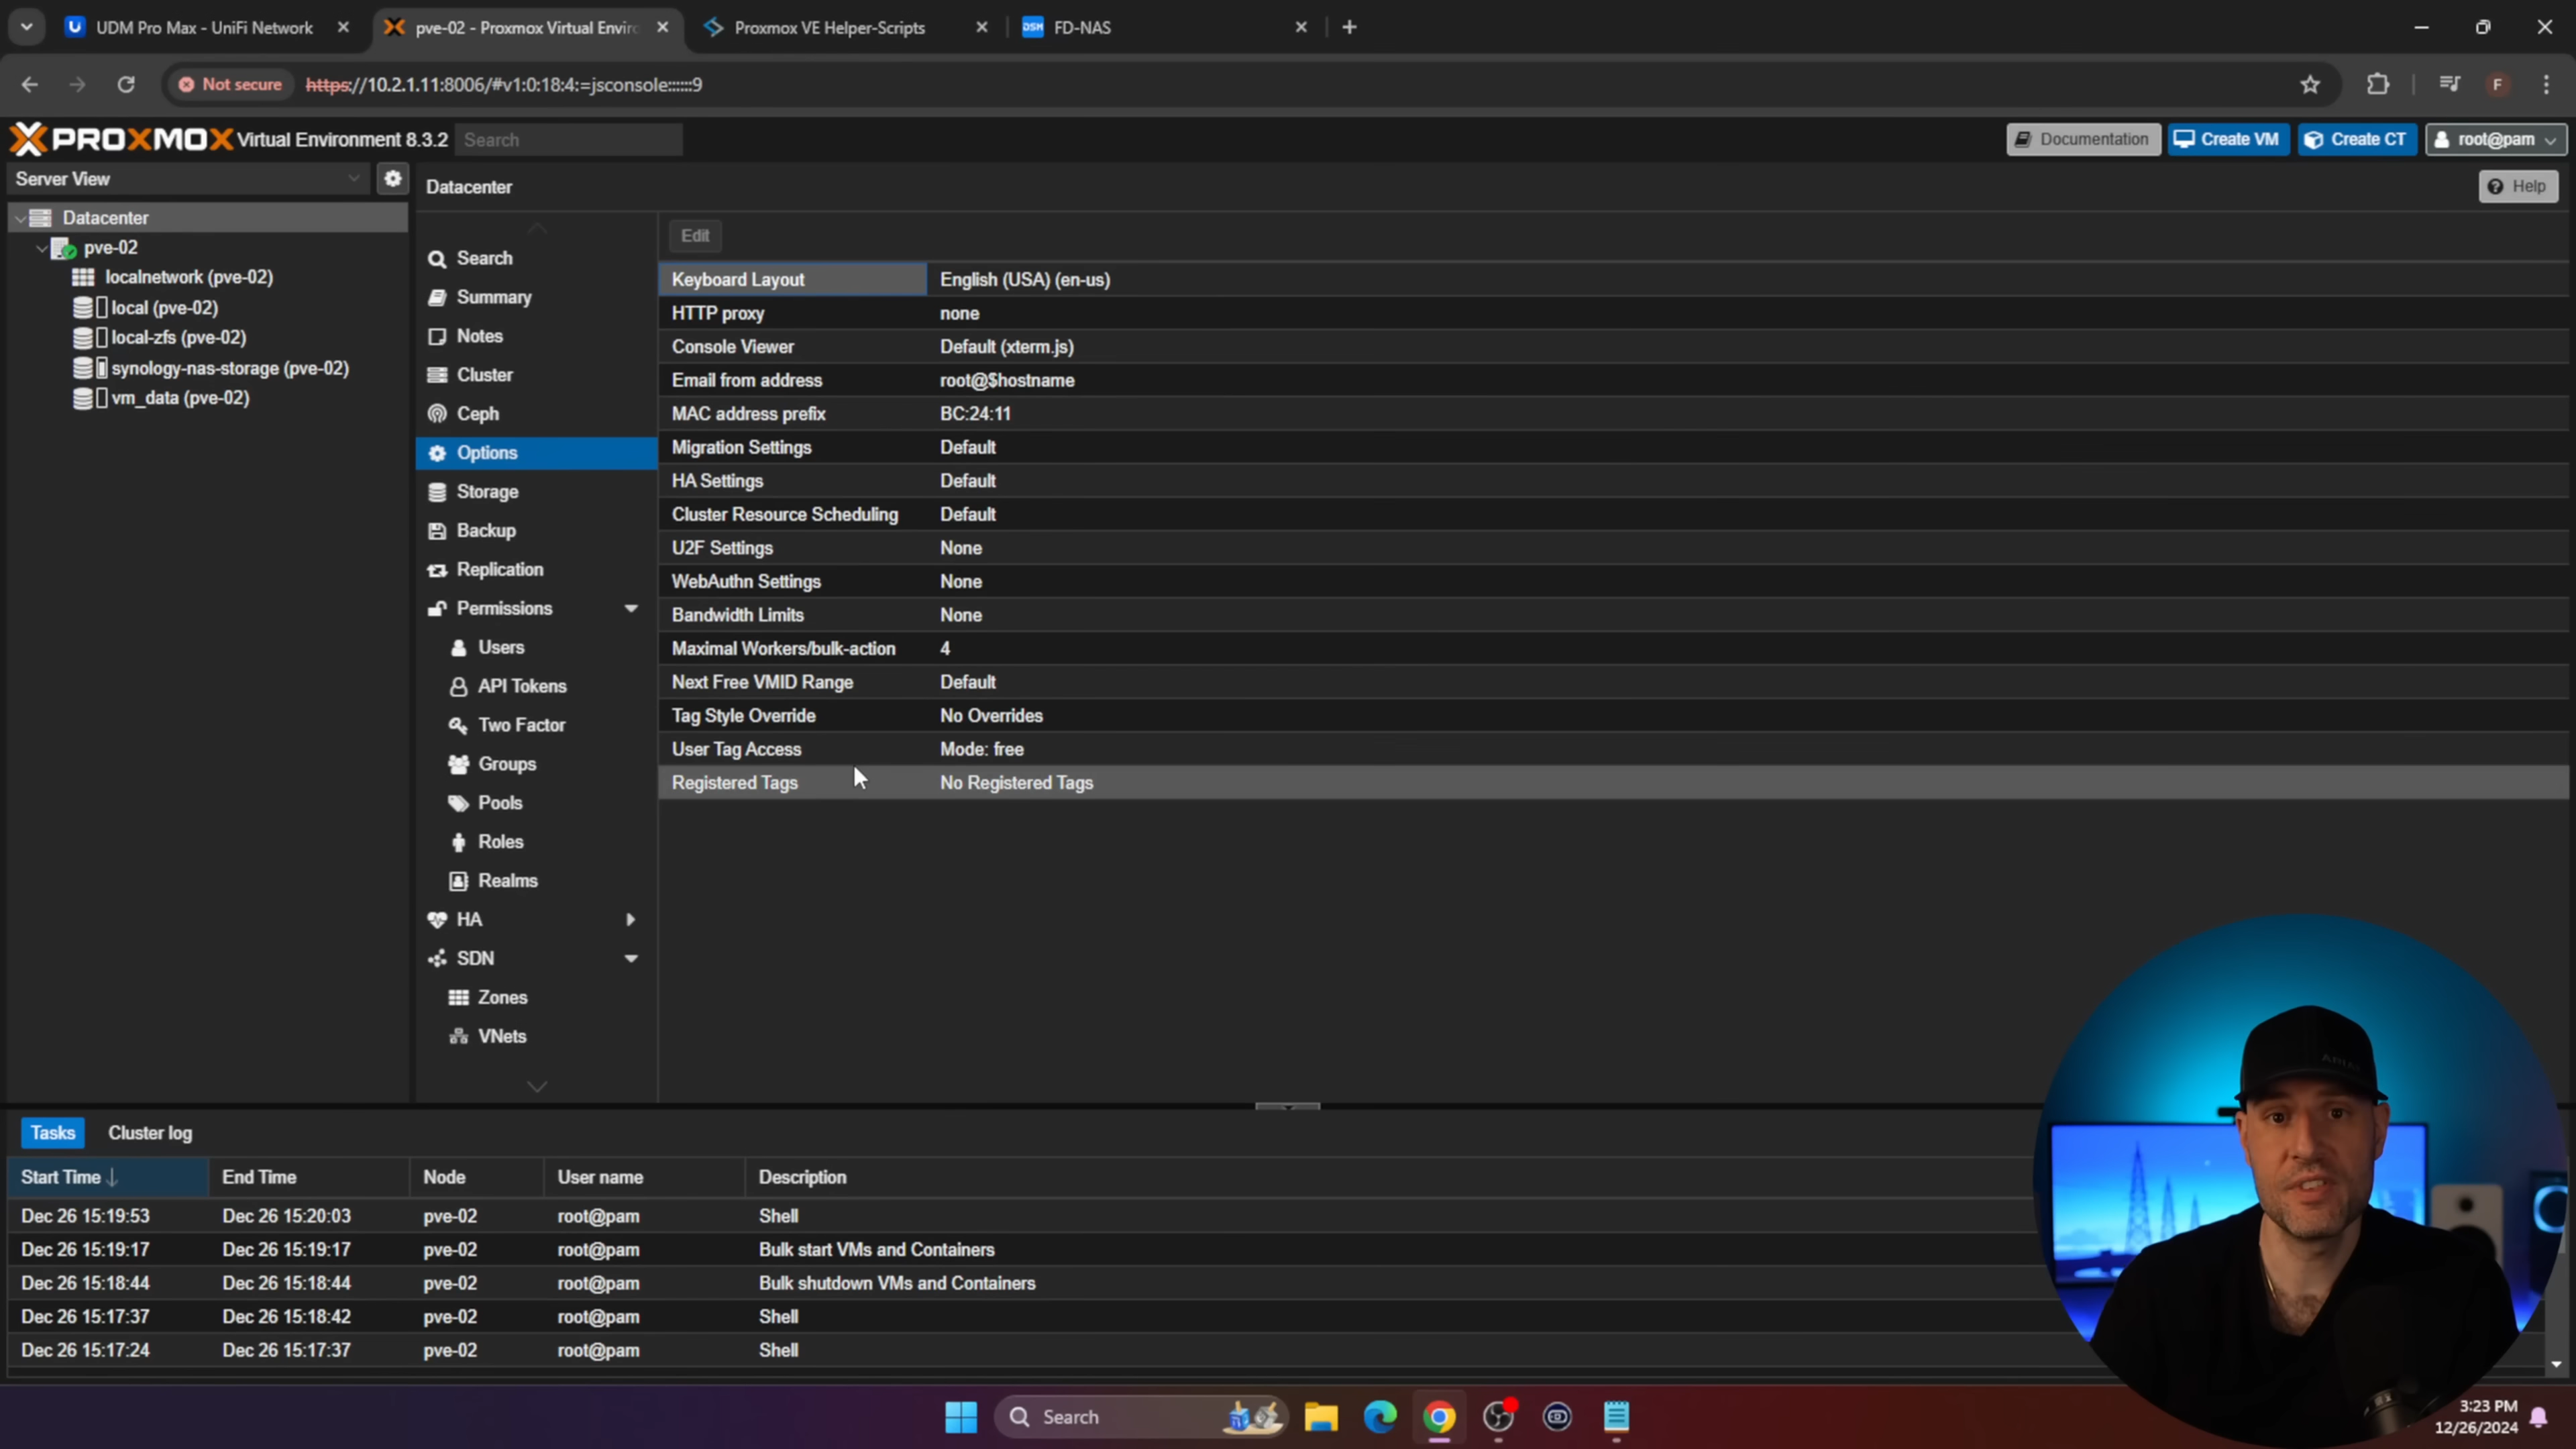 UDM Pro Max - UniFi Network
pve-02 - Proxmox Virtual Enviro
Proxmox VE Helper-Scripts
DSM FD-NAS
Not secure https://10.2.1.11:8006/#v1:0:18:4:=jsconsole::::::9
F
PROXMOX Virtual Environment 8.3.2 Search
Documentation Create VM Create CT root@pam
Server View
Datacenter
Help
Datacenter
pve-02
localnetwork (pve-02)
local (pve-02)
local-zfs (pve-02)
synology-nas-storage (pve-02)
vm_data (pve-02)
Search
Summary
Notes
Cluster
Ceph
Options
Storage
Backup
Replication
Permissions
Users
API Tokens
Two Factor
Groups
Pools
Roles
Realms
HA
SDN
Zones
VNets
Edit
Keyboard Layout English (USA) (en-us)
HTTP proxy none
Console Viewer Default (xterm.js)
Email from address root@$hostname
MAC address prefix BC:24:11
Migration Settings Default
HA Settings Default
Cluster Resource Scheduling Default
U2F Settings None
WebAuthn Settings None
Bandwidth Limits None
Maximal Workers/bulk-action 4
Next Free VMID Range Default
Tag Style Override No Overrides
User Tag Access Mode: free
Registered Tags No Registered Tags
Tasks Cluster log
Start Time End Time Node User name Description
Dec 26 15:19:53 Dec 26 15:20:03 pve-02 root@pam Shell
Dec 26 15:19:17 Dec 26 15:19:17 pve-02 root@pam Bulk start VMs and Containers
Dec 26 15:18:44 Dec 26 15:18:44 pve-02 root@pam Bulk shutdown VMs and Containers
Dec 26 15:17:37 Dec 26 15:18:42 pve-02 root@pam Shell
Dec 26 15:17:24 Dec 26 15:17:37 pve-02 root@pam Shell
Search
3:23 PM
12/26/2024